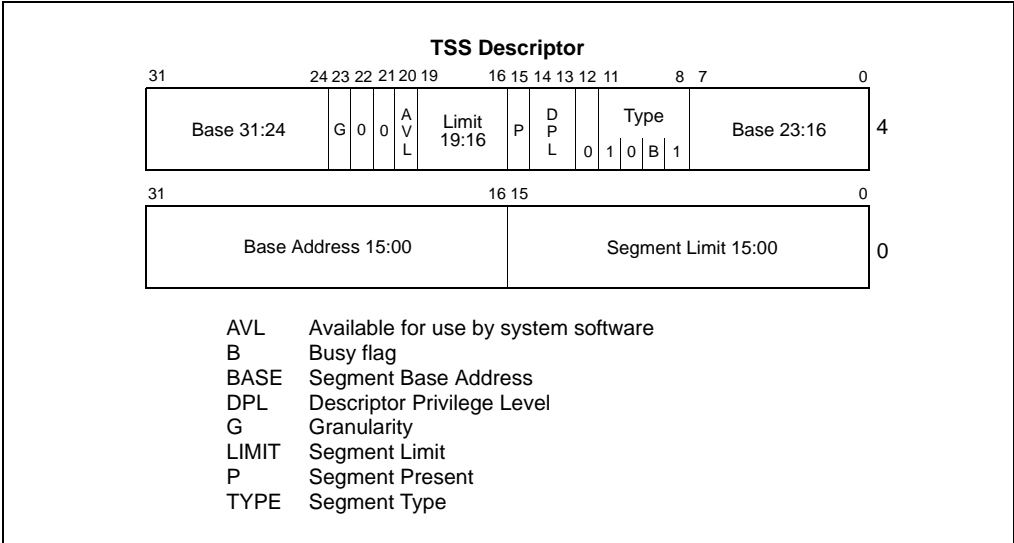 TSS Descriptor
31 24 23 22 21 20 19 16 15 14 13 12 11 8 7 0
Base 31:24 G 0 0 AVL Limit 19:16 P DPL 0 Type 1 0 B 1 Base 23:16 4
31 16 15 0
Base Address 15:00 Segment Limit 15:00 0
AVL Available for use by system software
B Busy flag
BASE Segment Base Address
DPL Descriptor Privilege Level
G Granularity
LIMIT Segment Limit
P Segment Present
TYPE Segment Type